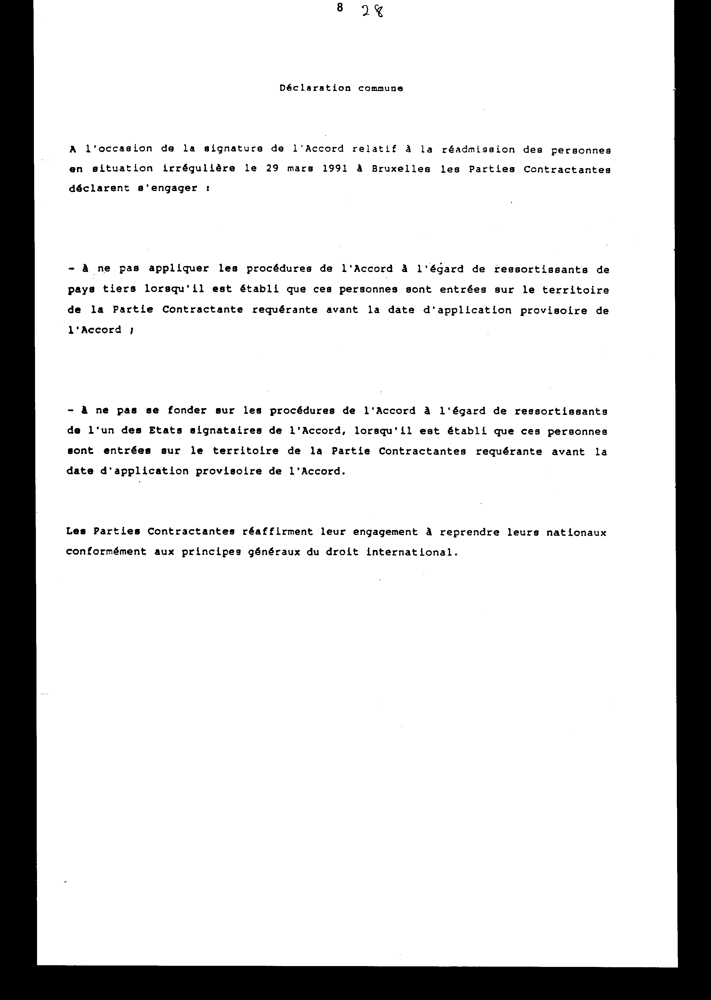 8 28
Déclaration commune
A l'occasion de la signature de l'Accord relatif à la réadmission des personnes
en situation irrégulière le 29 mars 1991 à Bruxelles les Parties Contractantes
déclarent s'engager :
- à ne pas appliquer les procédures de l'Accord à l'égard de ressortissants de
pays tiers lorsqu'il est établi que ces personnes sont entrées sur le territoire
de la Partie Contractante requérante avant la date d'application provisoire de
l'Accord ;
- à ne pas se fonder sur les procédures de l'Accord à l'égard de ressortissants
de l'un des Etats signataires de l'Accord, lorsqu'il est établi que ces personnes
sont entrées sur le territoire de la Partie Contractantes requérante avant la
date d'application provisoire de l'Accord.
Les Parties Contractantes réaffirment leur engagement à reprendre leurs nationaux
conformément aux principes généraux du droit international.